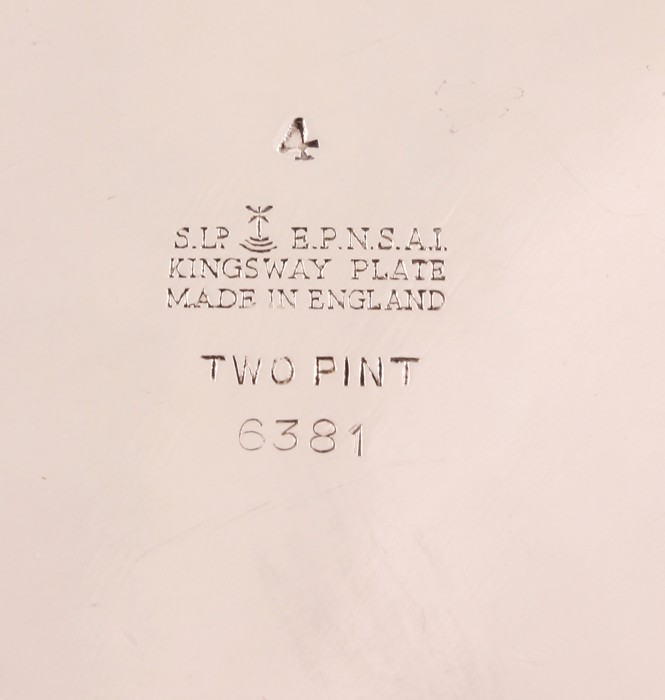 4
S.L.P. E.P.N.S.A.I.
KINGSWAY PLATE
MADE IN ENGLAND
TWO PINT
6381